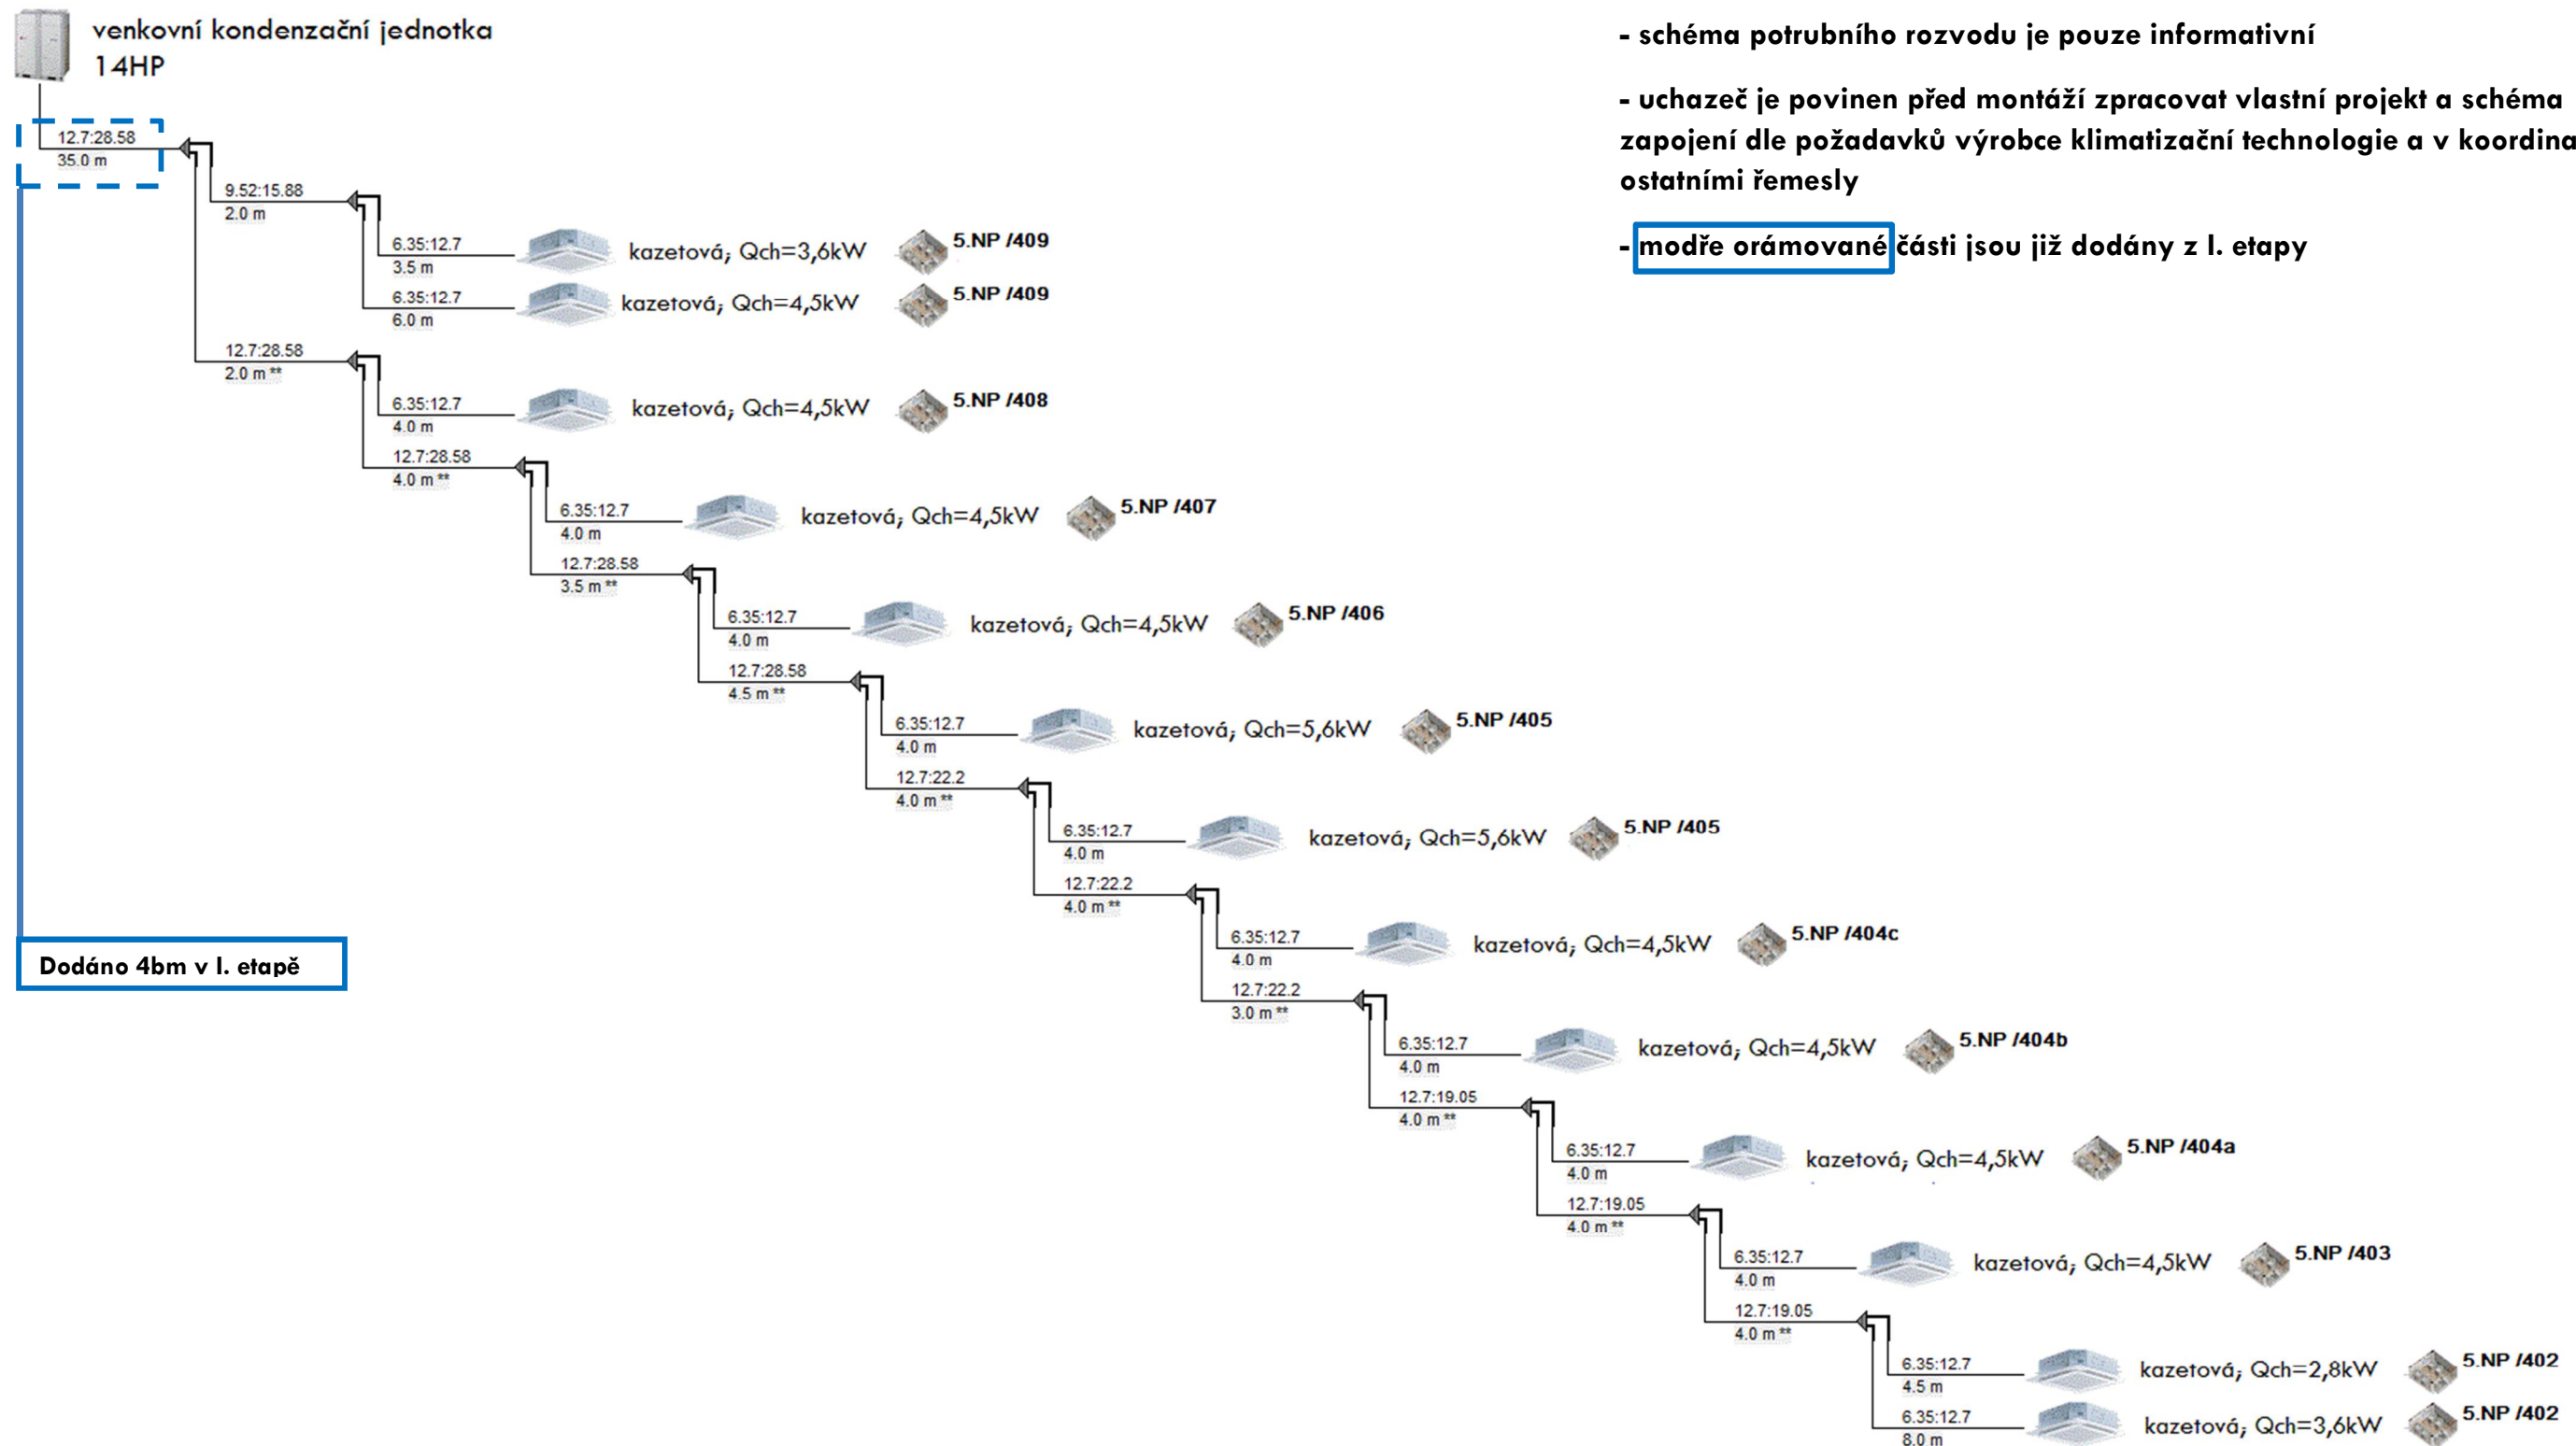 venkovní kondenzační jednotka
14HP
- schéma potrubního rozvodu je pouze informativní
- uchazeč je povinen před montáží zpracovat vlastní projekt a schéma
zapojení dle požadavků výrobce klimatizační technologie a v koordina
ostatními řemesly
- modře orámované části jsou již dodány z I. etapy
12.7:28.58
35.0 m
9.52:15.88
2.0 m
6.35:12.7
3.5 m
kazetová; Qch=3,6kW
5.NP /409
6.35:12.7
6.0 m
kazetová; Qch=4,5kW
5.NP /409
12.7:28.58
2.0 m **
6.35:12.7
4.0 m
kazetová; Qch=4,5kW
5.NP /408
12.7:28.58
4.0 m **
6.35:12.7
4.0 m
kazetová; Qch=4,5kW
5.NP /407
12.7:28.58
3.5 m **
6.35:12.7
4.0 m
kazetová; Qch=4,5kW
5.NP /406
12.7:28.58
4.5 m **
6.35:12.7
4.0 m
kazetová; Qch=5,6kW
5.NP /405
12.7:22.2
4.0 m **
6.35:12.7
4.0 m
kazetová; Qch=5,6kW
5.NP /405
12.7:22.2
4.0 m **
6.35:12.7
4.0 m
kazetová; Qch=4,5kW
5.NP /404c
Dodáno 4bm v I. etapě
12.7:22.2
3.0 m **
6.35:12.7
4.0 m
kazetová; Qch=4,5kW
5.NP /404b
12.7:19.05
4.0 m **
6.35:12.7
4.0 m
kazetová; Qch=4,5kW
5.NP /404a
12.7:19.05
4.0 m **
6.35:12.7
4.0 m
kazetová; Qch=4,5kW
5.NP /403
12.7:19.05
4.0 m **
6.35:12.7
4.5 m
kazetová; Qch=2,8kW
5.NP /402
6.35:12.7
8.0 m
kazetová; Qch=3,6kW
5.NP /402